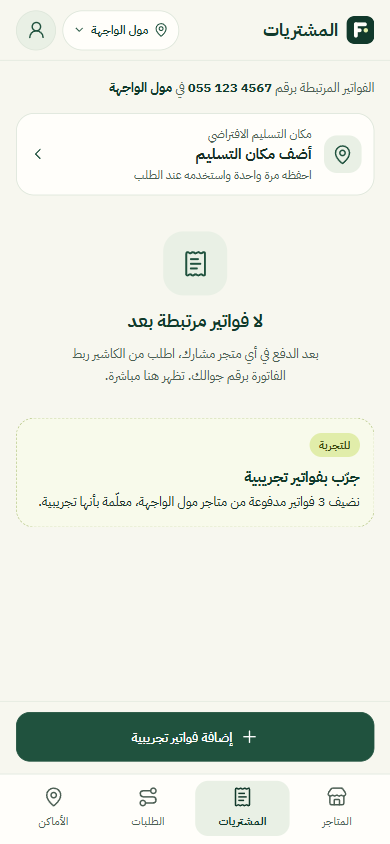 المشتريات
مول الواجهة
الفواتير المرتبطة برقم 4567 123 055 في مول الواجهة
مكان التسليم الافتراضي
أضف مكان التسليم
احفظه مرة واحدة واستخدمه عند الطلب
لا فواتير مرتبطة بعد
بعد الدفع في أي متجر مشارك، اطلب من الكاشير ربط
الفاتورة برقم جوالك. تظهر هنا مباشرة.
للتجربة
جرّب بفواتير تجريبية
نضيف 3 فواتير مدفوعة من متاجر مول الواجهة، معلّمة بأنها تجريبية.
إضافة فواتير تجريبية
المتاجر
المشتريات
الطلبات
الأماكن